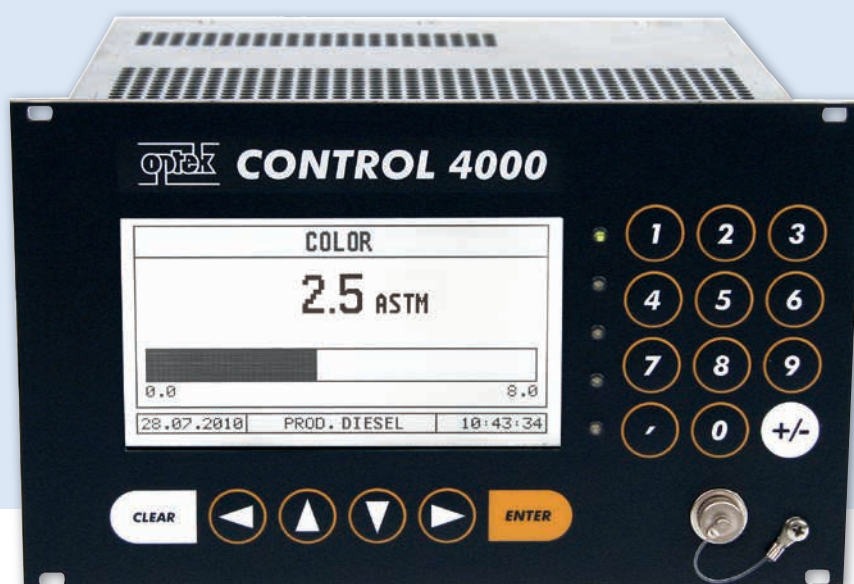 optek CONTROL 4000
COLOR
2.5 ASTM
0.0 8.0
28.07.2010 PROD. DIESEL 10:43:34
1 2 3
4 5 6
7 8 9
, 0 +/-
CLEAR ENTER